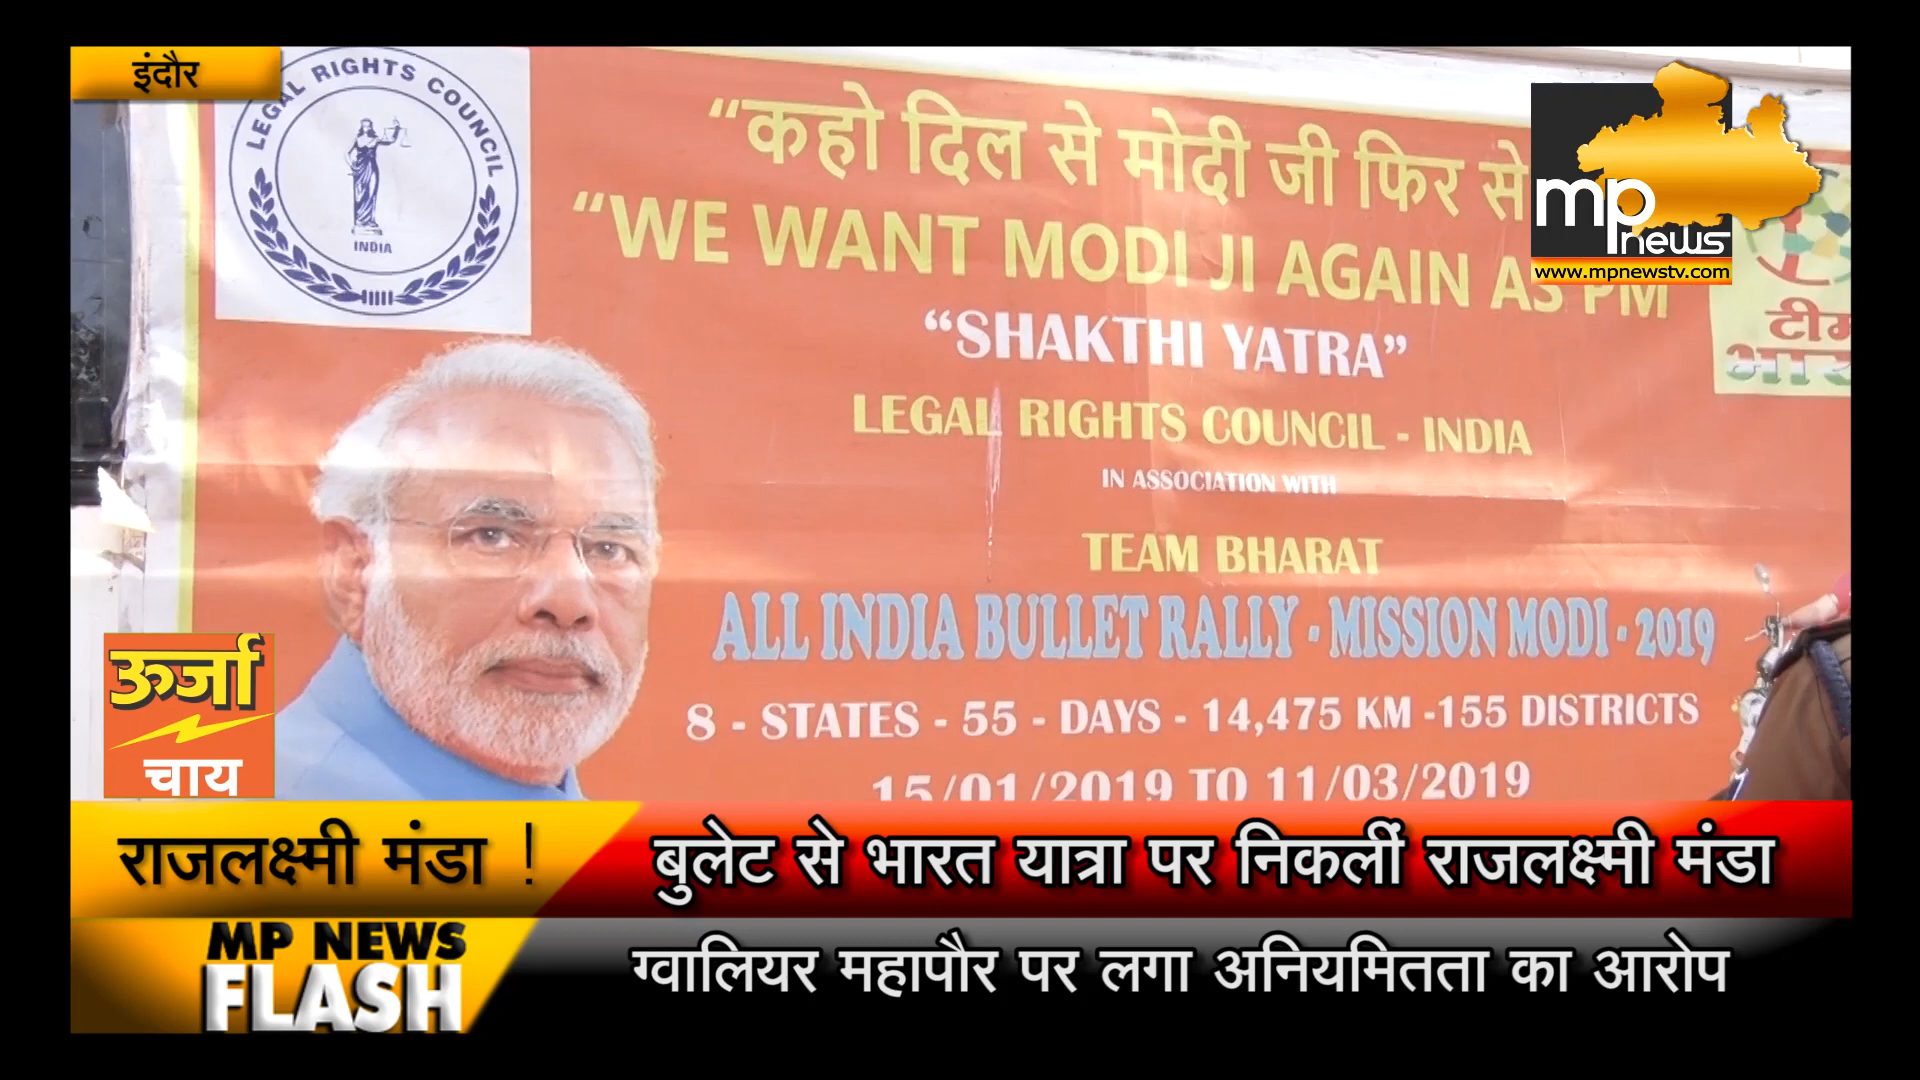 इंदौर
LEGAL RIGHTS COUNCIL
INDIA
"कहो दिल से मोदी जी फिर से
"WE WANT MODI JI AGAIN AS PM
mp
news
www.mpnewstv.com
"SHAKTHI YATRA"
LEGAL RIGHTS COUNCIL - INDIA
IN ASSOCIATION WITH
TEAM BHARAT
ALL INDIA BULLET RALLY - MISSION MODI - 2019
8 - STATES - 55 - DAYS - 14,475 KM -155 DISTRICTS
15/01/2019 TO 11/03/2019
ऊर्जा
चाय
राजलक्ष्मी मंडा !
बुलेट से भारत यात्रा पर निकलीं राजलक्ष्मी मंडा
MP NEWS
FLASH
ग्वालियर महापौर पर लगा अनियमितता का आरोप